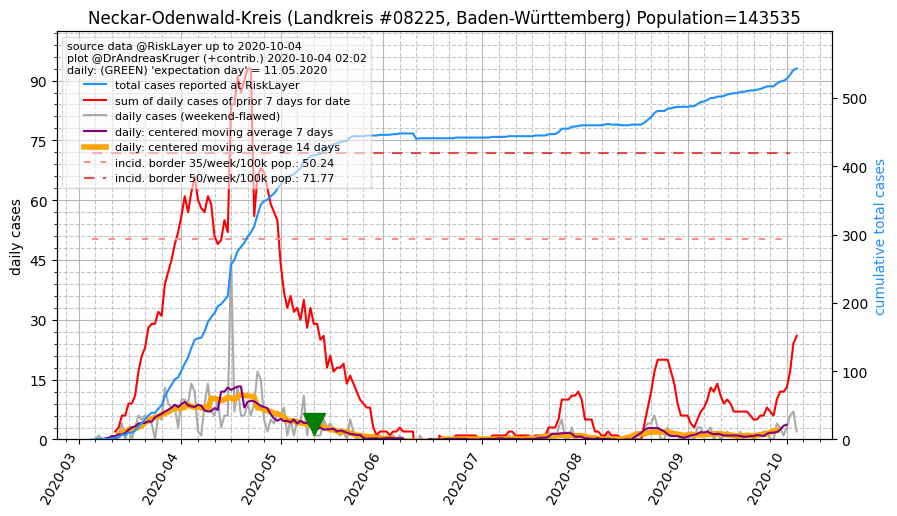 Neckar-Odenwald-Kreis (Landkreis #08225, Baden-Württemberg) Population=143535
source data @RiskLayer up to 2020-10-04
plot @DrAndreasKruger (+contrib.) 2020-10-04 02:02
daily: (GREEN) 'expectation day' = 11.05.2020
total cases reported at RiskLayer
sum of daily cases of prior 7 days for date
daily cases (weekend-flawed)
daily: centered moving average 7 days
daily: centered moving average 14 days
incid. border 35/week/100k pop.: 50.24
incid. border 50/week/100k pop.: 71.77
daily cases
90
75
60
45
30
15
0
cumulative total cases
500
400
300
200
100
0
2020-03
2020-04
2020-05
2020-06
2020-07
2020-08
2020-09
2020-10